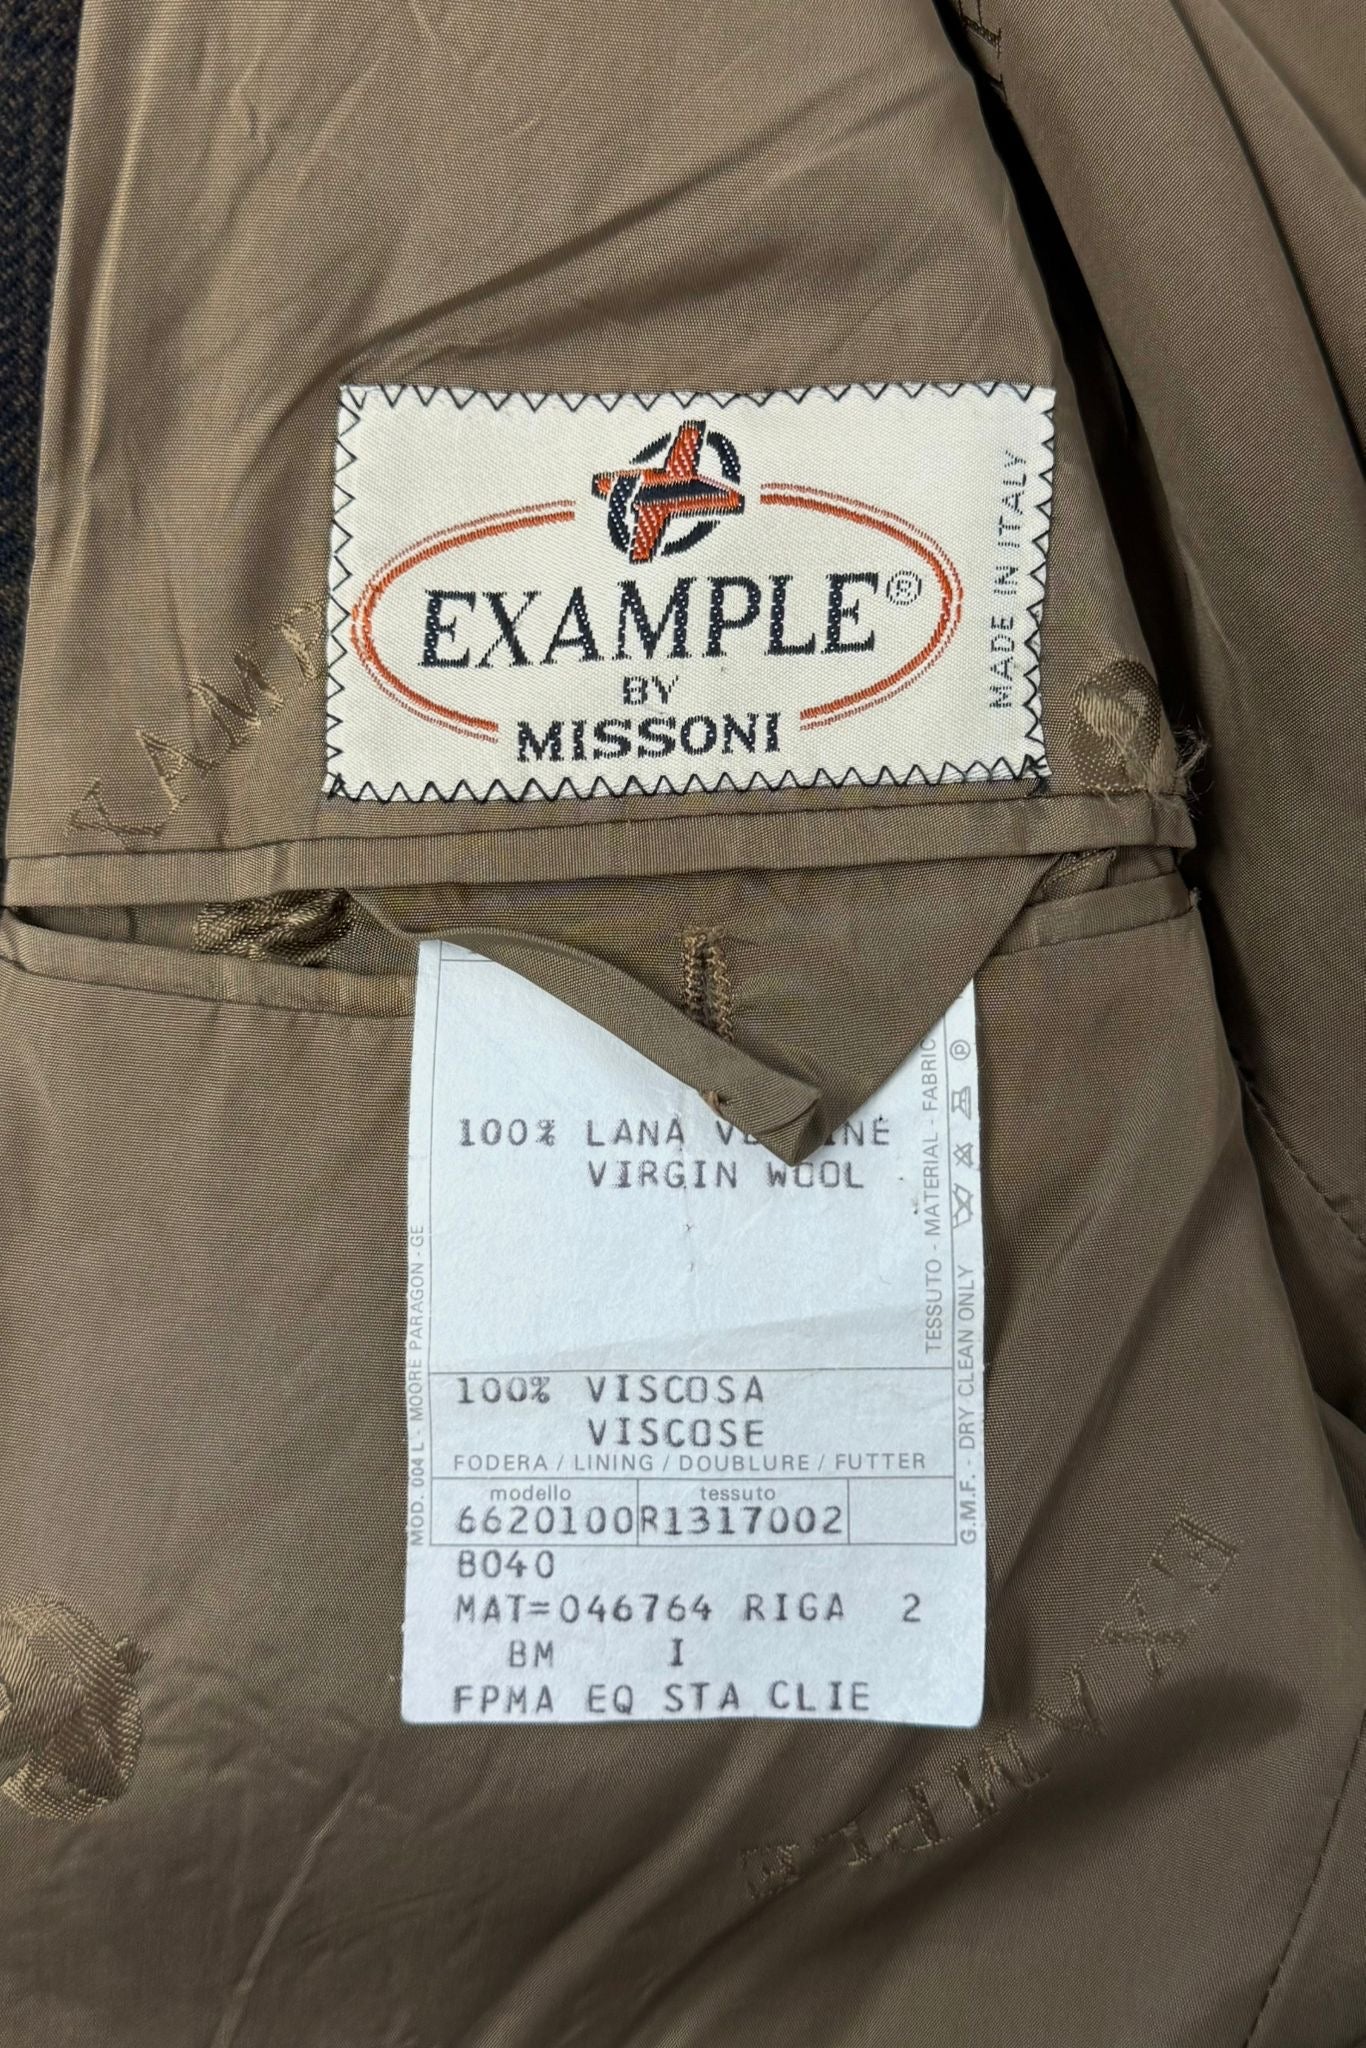 EXAMPLE®
BY
MISSONI
MADE IN ITALY
EXAMPLE
100% LANA
VIRGIN WOOL
TESSUTO - MATERIAL - FABRIC
100% VISCOSA
VISCOSE
FODERA / LINING / DOUBLURE / FUTTER
modello tessuto
6620100 R1317002
B040
MAT=046764 RIGA 2
BM I
FPMA EQ STA CLIE
MOD. 004 L - MOORE PARAGON - GE
G.M.F. - DRY CLEAN ONLY
P
EXAMPLE